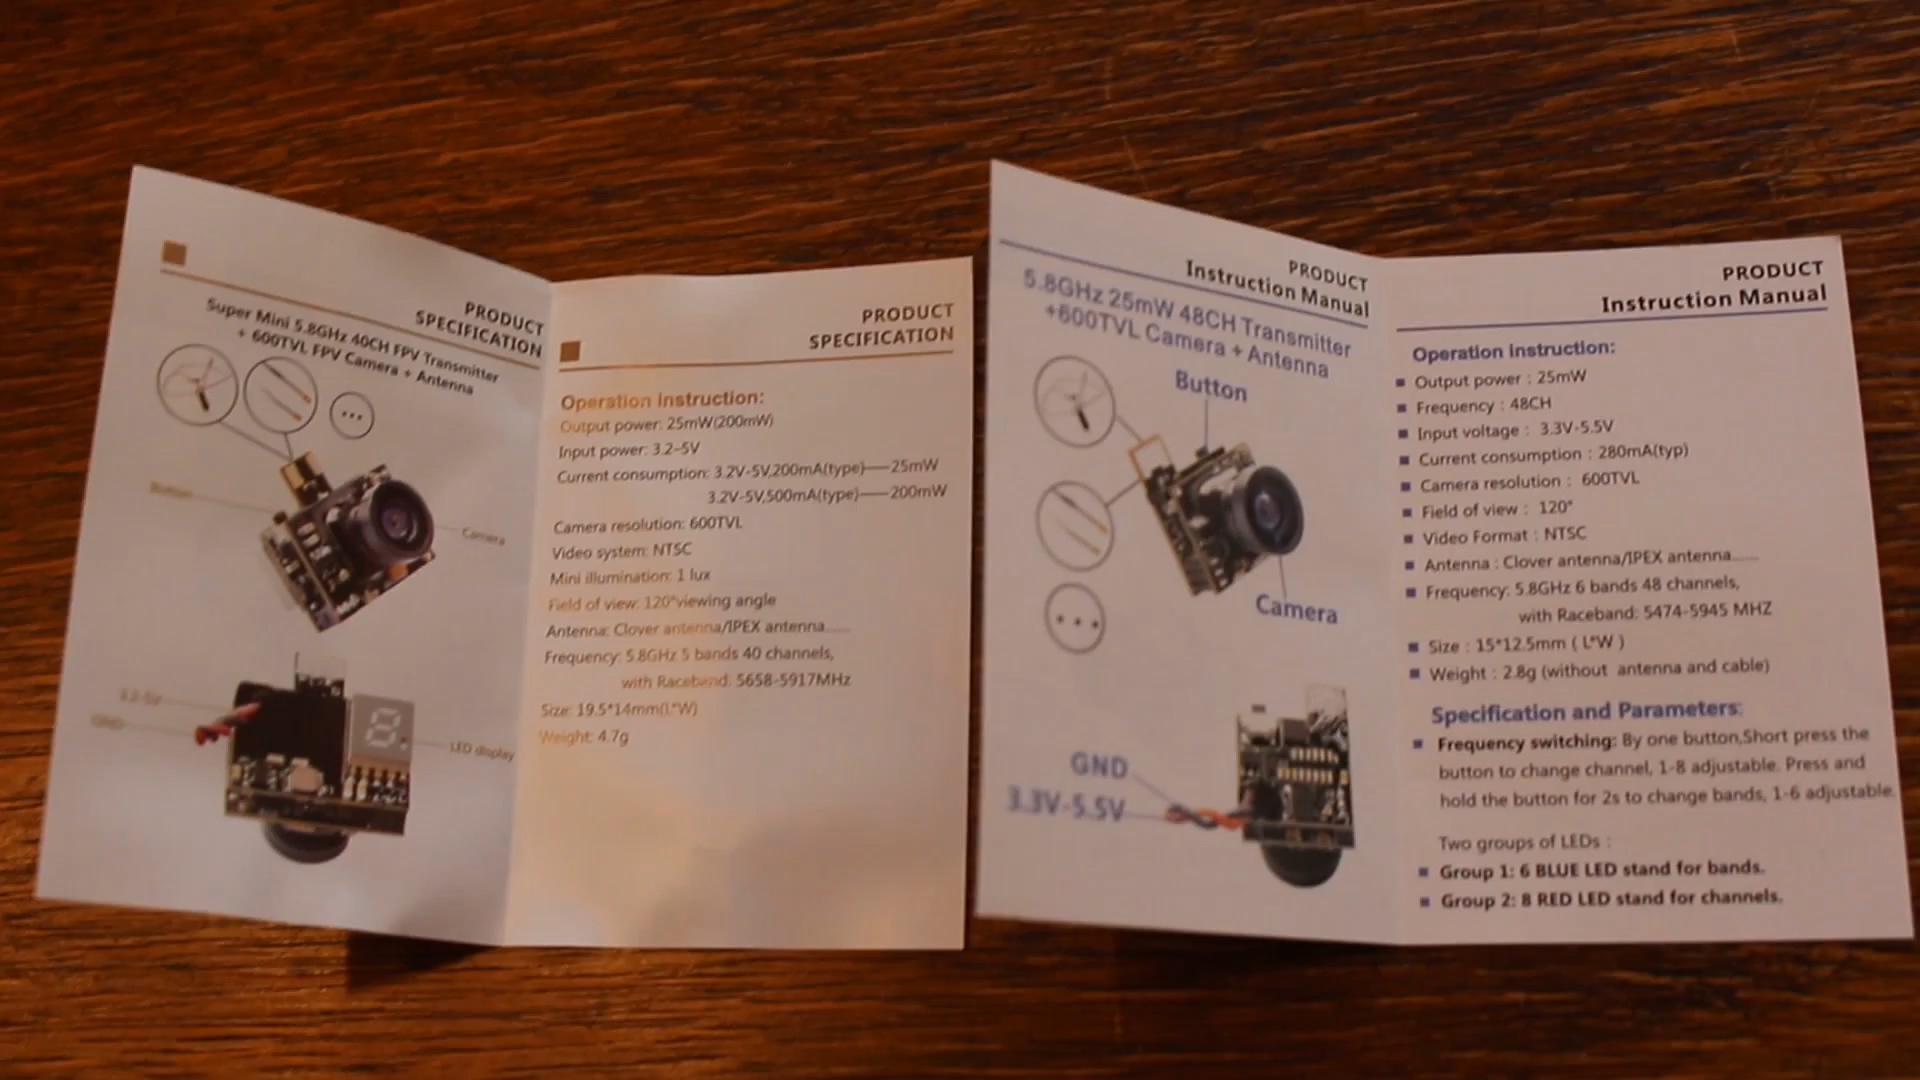 PRODUCT
SPECIFICATION
Super Mini 5.8GHz 40CH FPV Transmitter
+ 600TVL FPV Camera + Antenna
Button
Camera
3.2-5V
GND
LED display
PRODUCT
SPECIFICATION
Operation instruction:
Output power: 25mW(200mW)
Input power: 3.2-5V
Current consumption: 3.2V-5V,200mA(type)——25mW
3.2V-5V,500mA(type)——200mW
Camera resolution: 600TVL
Video system: NTSC
Mini illumination: 1 lux
Field of view: 120°viewing angle
Antenna: Clover antenna/IPEX antenna......
Frequency: 5.8GHz 5 bands 40 channels,
with Raceband: 5658-5917MHz
Size: 19.5*14mm(L*W)
Weight: 4.7g
PRODUCT
Instruction Manual
5.8GHz 25mW 48CH Transmitter
+600TVL Camera + Antenna
Button
Camera
GND
3.3V-5.5V
PRODUCT
Instruction Manual
Operation instruction:
Output power : 25mW
Frequency : 48CH
Input voltage : 3.3V-5.5V
Current consumption : 280mA(typ)
Camera resolution : 600TVL
Field of view : 120°
Video Format : NTSC
Antenna : Clover antenna/IPEX antenna......
Frequency: 5.8GHz 6 bands 48 channels,
with Raceband: 5474-5945 MHZ
Size : 15*12.5mm ( L*W )
Weight : 2.8g (without antenna and cable)
Specification and Parameters:
Frequency switching: By one button,Short press the
button to change channel, 1-8 adjustable. Press and
hold the button for 2s to change bands, 1-6 adjustable.
Two groups of LEDs :
Group 1: 6 BLUE LED stand for bands.
Group 2: 8 RED LED stand for channels.